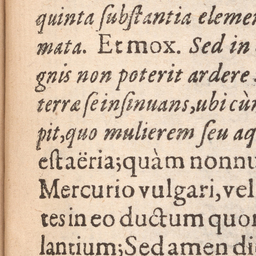 quinta ſubſtantia elemen
mata. Et mox. Sed in
gnis non poterit ardere
terræ ſe inſinuans, ubi cùm
pit, quo mulierem ſeu aq
eſt aëria; quàm nonnu
Mercurio vulgari, vel
tes in eo ductum quor
lantium; Sed amen di